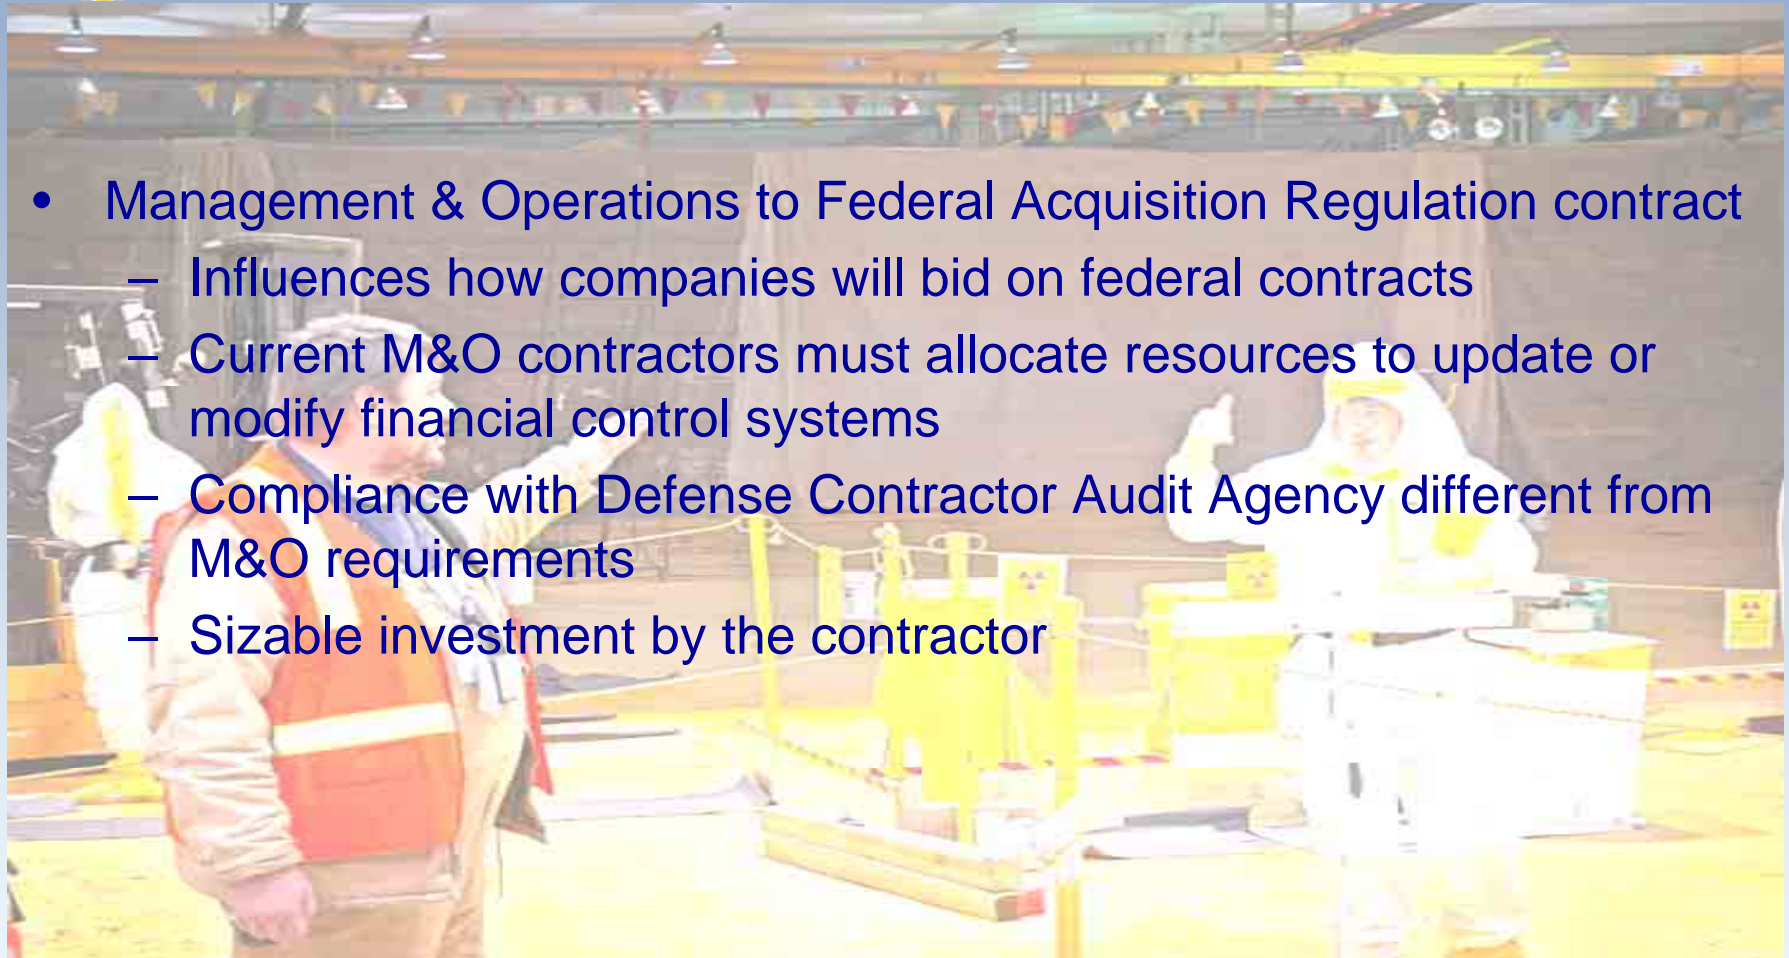 • Management & Operations to Federal Acquisition Regulation contract
– Influences how companies will bid on federal contracts
– Current M&O contractors must allocate resources to update or
modify financial control systems
– Compliance with Defense Contractor Audit Agency different from
M&O requirements
– Sizable investment by the contractor